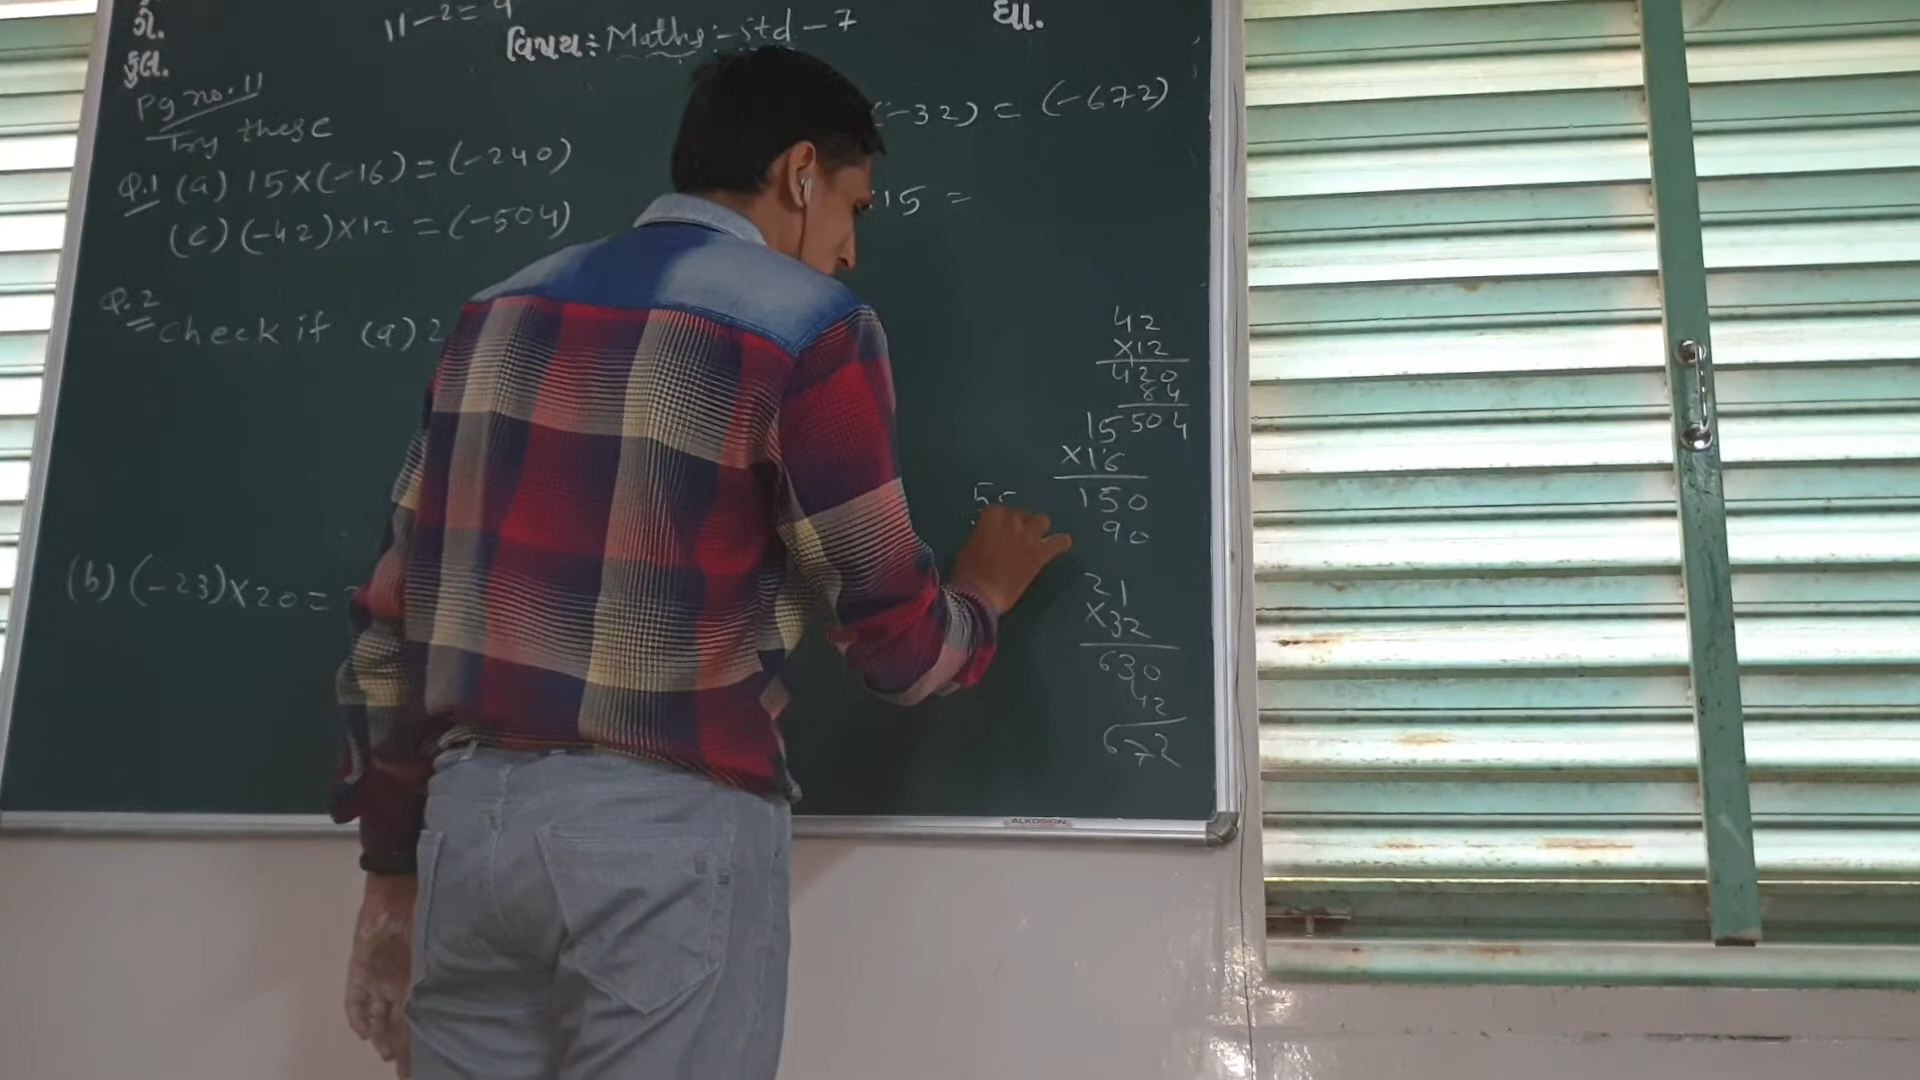 ગે.
કુલ.
11-2=9
વિષય:- Maths:-std-7
ઘા.
Pg no. 11
Try these
Q.1 (a) 15×(-16)=(-240)
(-32) = (-672)
(c) (-42)×12 =(-504)
15 =
Q.2
check if (a) 2
(b) (-23)×20=
42
×12
420
84
504
15
×16
150
90
21
×32
630
42
672
ALKOSIGN